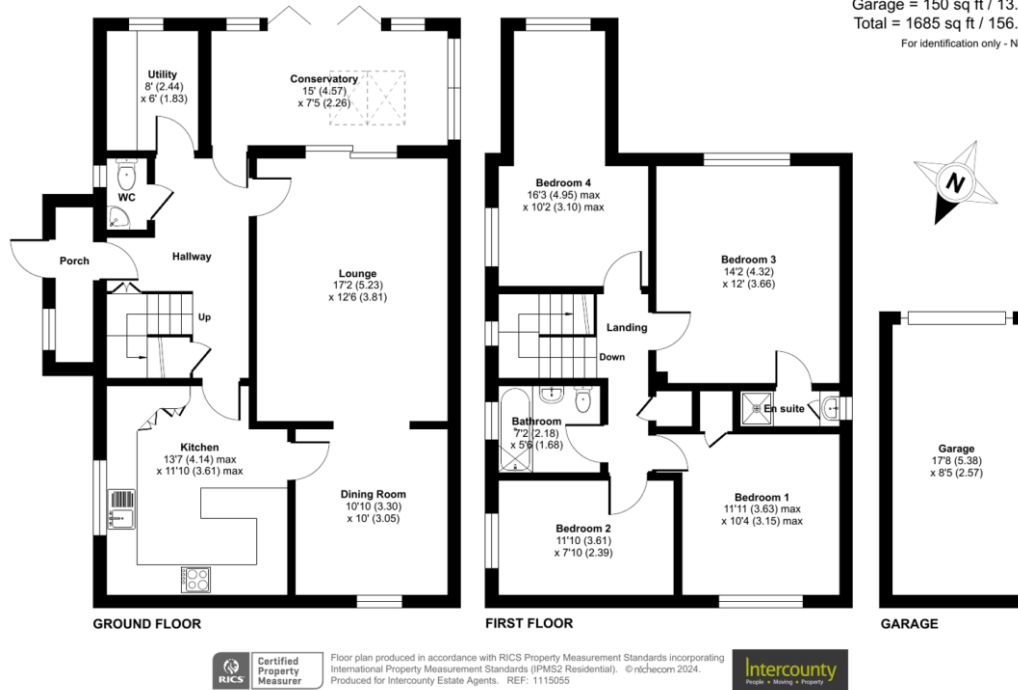 Garage = 150 sq ft / 13.
Total = 1685 sq ft / 156.
For identification only - N
Utility
8' (2.44)
x 6' (1.83)
Conservatory
15' (4.57)
x 7'5 (2.26)
WC
Porch
Hallway
Lounge
17'2 (5.23)
x 12'6 (3.81)
Up
Kitchen
13'7 (4.14) max
x 11'10 (3.61) max
Dining Room
10'10 (3.30)
x 10' (3.05)
GROUND FLOOR
Bedroom 4
16'3 (4.95) max
x 10'2 (3.10) max
Bedroom 3
14'2 (4.32)
x 12' (3.66)
Landing
Down
Bathroom
7'2 (2.18)
x 5'6 (1.68)
En suite
Bedroom 2
11'10 (3.61)
x 7'10 (2.39)
Bedroom 1
11'11 (3.63) max
x 10'4 (3.15) max
FIRST FLOOR
N
Garage
17'8 (5.38)
x 8'5 (2.57)
GARAGE
RICS
Certified
Property
Measurer
Floor plan produced in accordance with RICS Property Measurement Standards incorporating
International Property Measurement Standards (IPMS2 Residential). © nichecom 2024.
Produced for Intercounty Estate Agents. REF: 1115055
Intercounty
People • Moving • Property